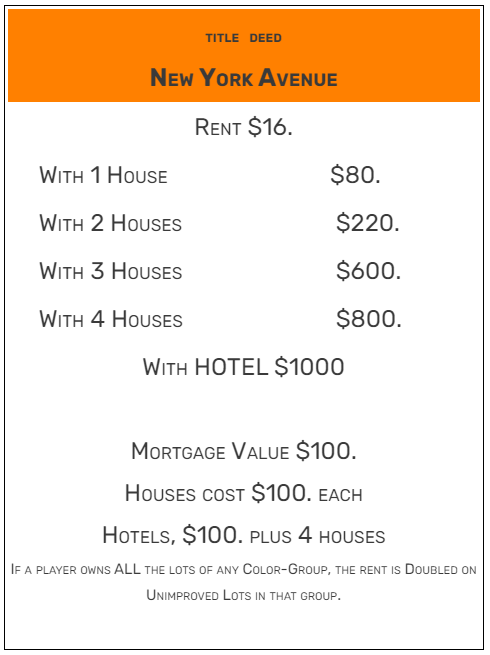 TITLE DEED
New York Avenue
Rent $16.
With 1 House $80.
With 2 Houses $220.
With 3 Houses $600.
With 4 Houses $800.
With HOTEL $1000
Mortgage Value $100.
Houses cost $100. each
Hotels, $100. plus 4 houses
If a player owns ALL the lots of any Color-Group, the rent is Doubled on
Unimproved Lots in that group.